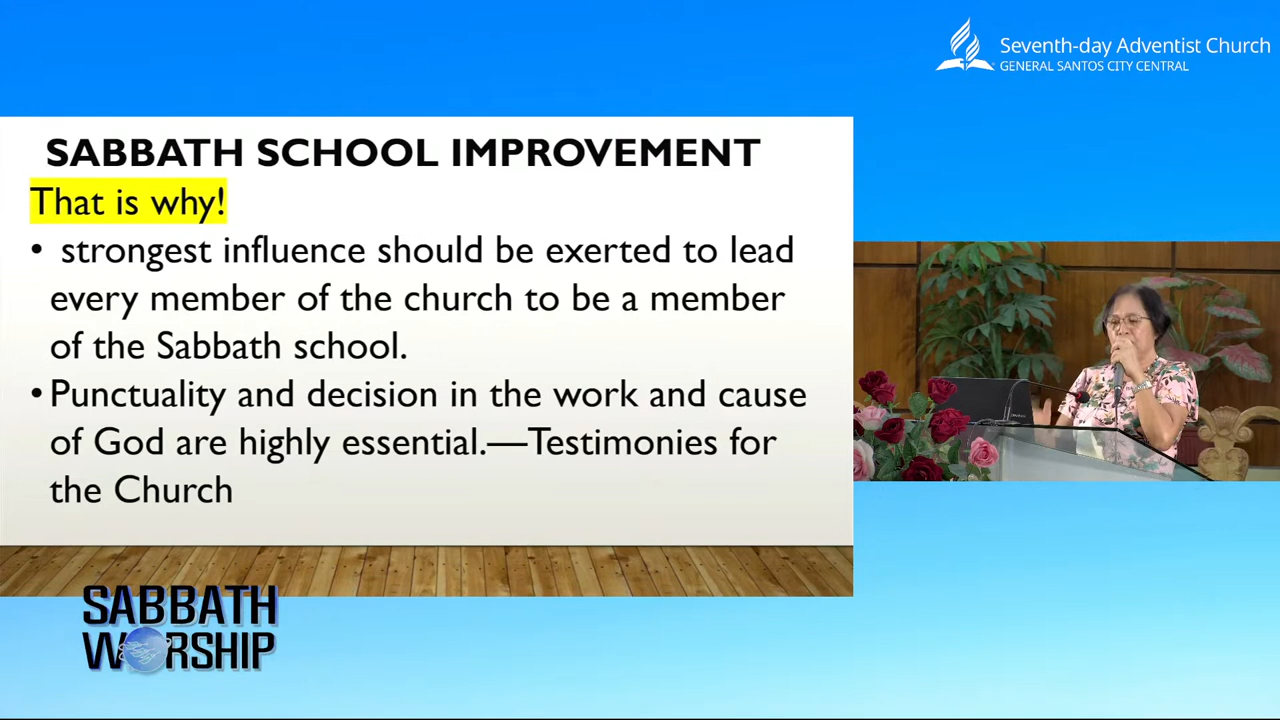 Seventh-day Adventist Church
GENERAL SANTOS CITY CENTRAL
SABBATH SCHOOL IMPROVEMENT
That is why!
• strongest influence should be exerted to lead
every member of the church to be a member
of the Sabbath school.
• Punctuality and decision in the work and cause
of God are highly essential.—Testimonies for
the Church
SABBATH
WORSHIP